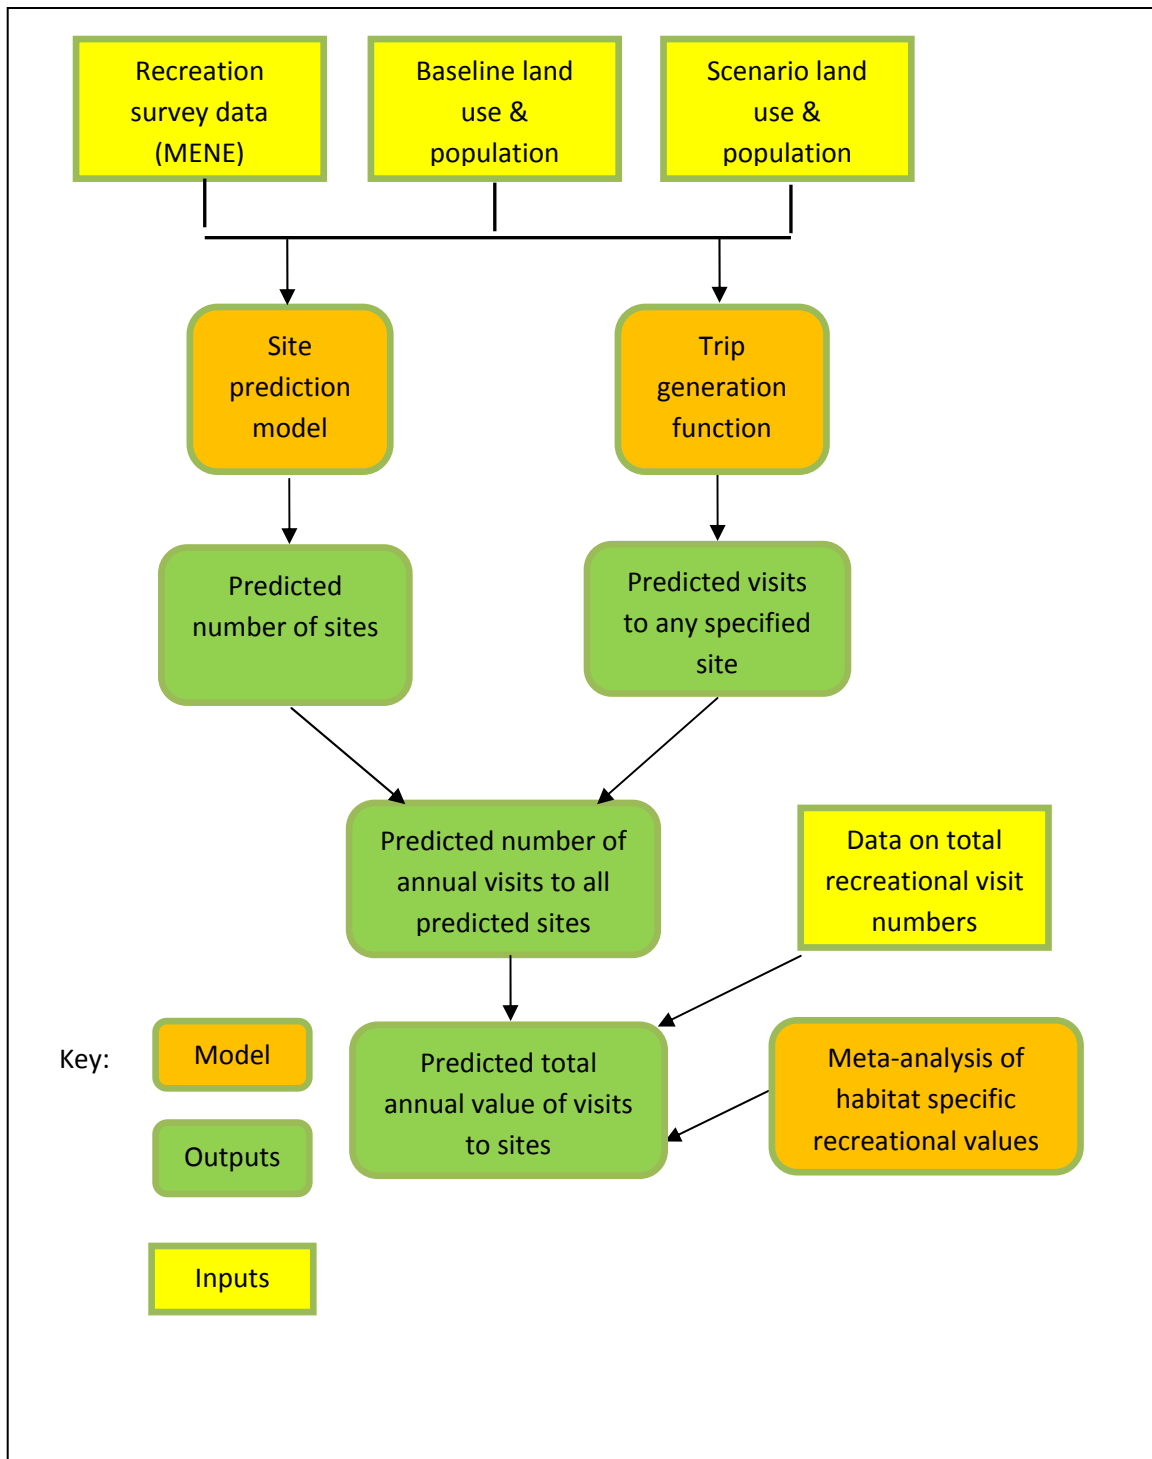 Recreation
survey data
(MENE)
Baseline land
use &
population
Scenario land
use &
population
Site
prediction
model
Trip
generation
function
Predicted
number of sites
Predicted visits
to any specified
site
Predicted number of
annual visits to all
predicted sites
Data on total
recreational visit
numbers
Predicted total
annual value of visits
to sites
Meta-analysis of
habitat specific
recreational values
Key:
Model
Outputs
Inputs